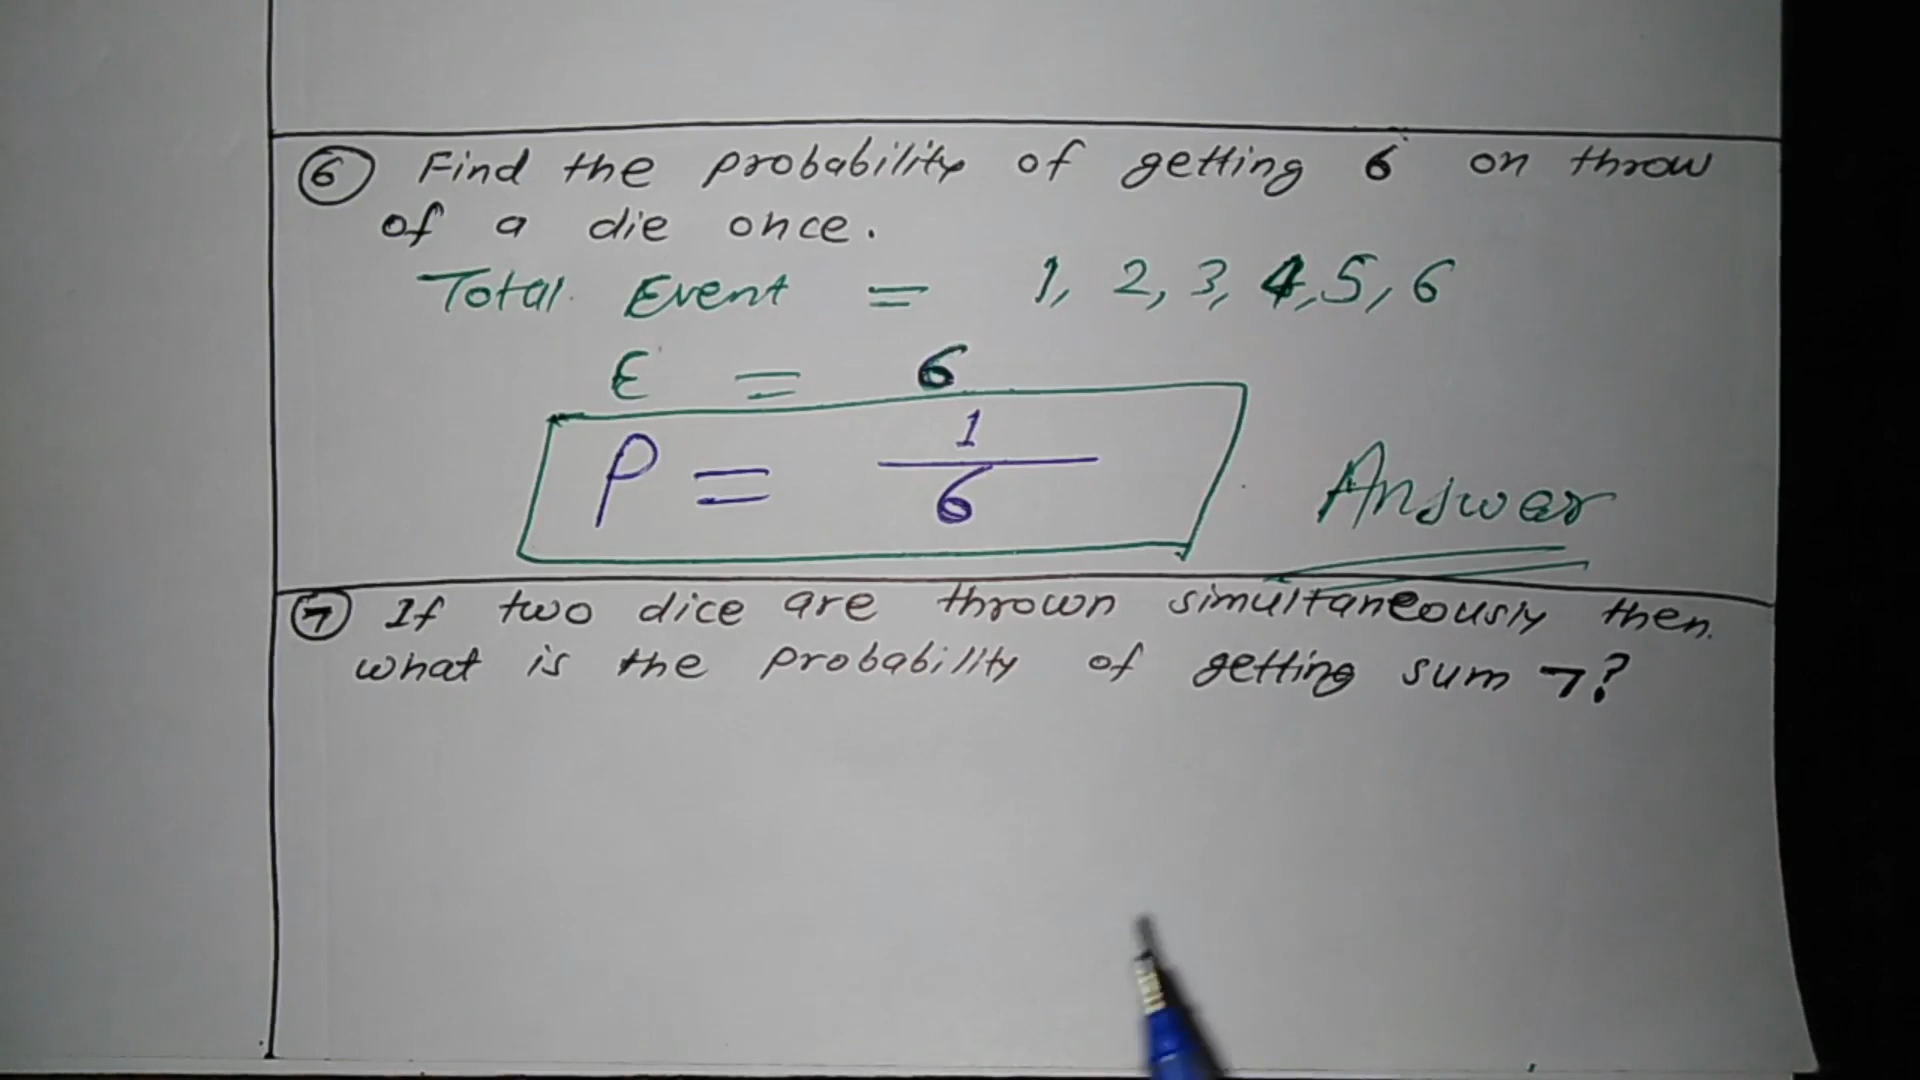 ⑥ Find the probability of getting 6 on throw
of a die once.
Total Event = 1, 2, 3, 4, 5, 6
E = 6
P = 1/6 Answer
⑦ If two dice are thrown simultaneously then
what is the probability of getting sum 7?